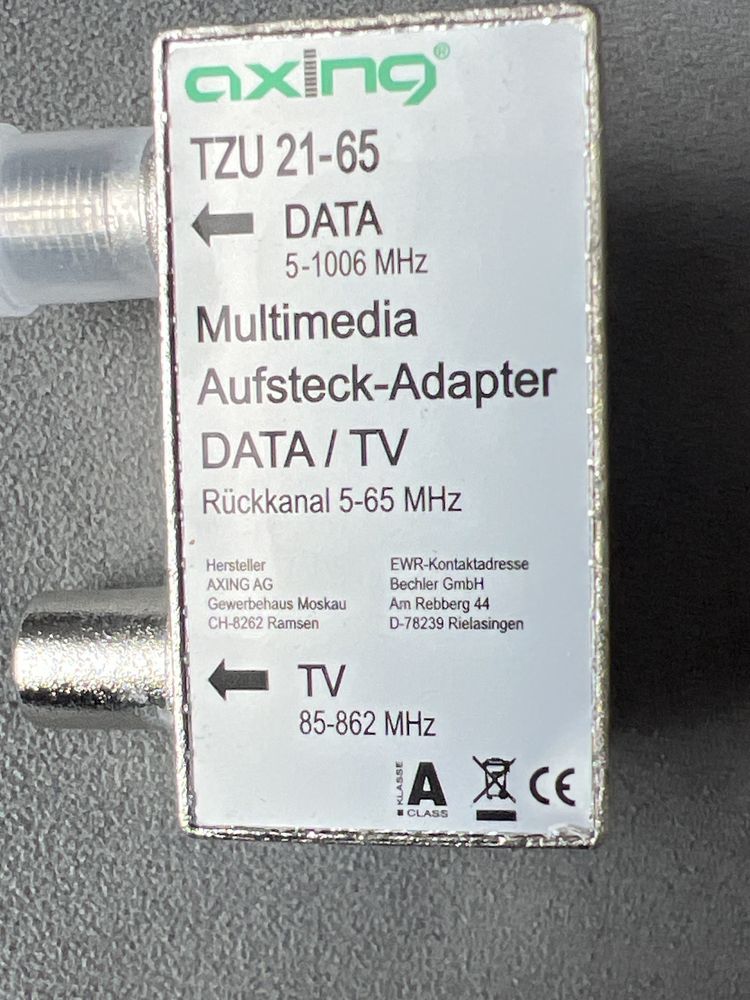 axing®
TZU 21-65
DATA
5-1006 MHz
Multimedia
Aufsteck-Adapter
DATA / TV
Rückkanal 5-65 MHz
Hersteller
AXING AG
Gewerbehaus Moskau
CH-8262 Ramsen
EWR-Kontaktadresse
Bechler GmbH
Am Rebberg 44
D-78239 Rielasingen
TV
85-862 MHz
KLASSE
A
CLASS
CE